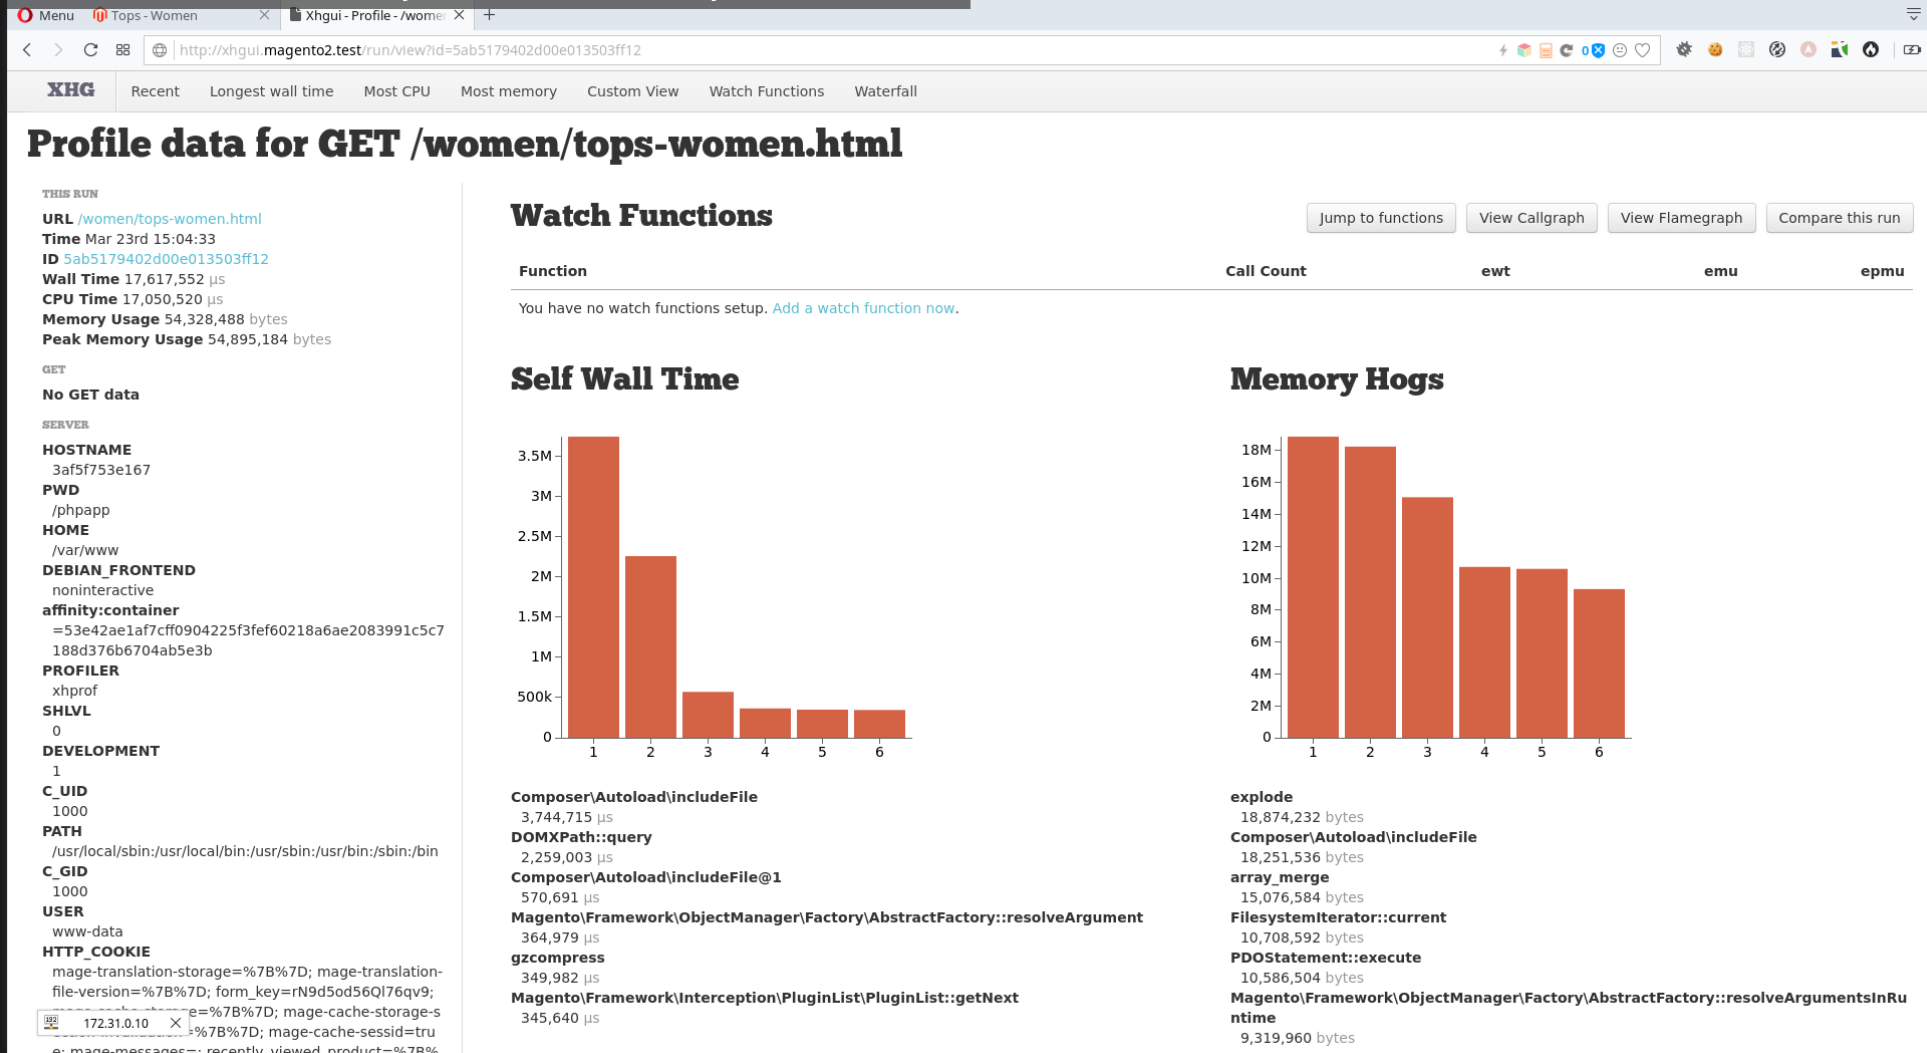 Menu
Tops - Women
Xhgui - Profile - /wome
http://xhgui.magento2.test/run/view?id=5ab5179402d00e013503ff12
0
XHG
Recent
Longest wall time
Most CPU
Most memory
Custom View
Watch Functions
Waterfall
Profile data for GET /women/tops-women.html
THIS RUN
URL /women/tops-women.html
Time Mar 23rd 15:04:33
ID 5ab5179402d00e013503ff12
Wall Time 17,617,552 µs
CPU Time 17,050,520 µs
Memory Usage 54,328,488 bytes
Peak Memory Usage 54,895,184 bytes
GET
No GET data
SERVER
HOSTNAME
3af5f753e167
PWD
/phpapp
HOME
/var/www
DEBIAN_FRONTEND
noninteractive
affinity:container
=53e42ae1af7cff0904225f3fef60218a6ae2083991c5c7
188d376b6704ab5e3b
PROFILER
xhprof
SHLVL
0
DEVELOPMENT
1
C_UID
1000
PATH
/usr/local/sbin:/usr/local/bin:/usr/sbin:/usr/bin:/sbin:/bin
C_GID
1000
USER
www-data
HTTP_COOKIE
mage-translation-storage=%7B%7D; mage-translation-
file-version=%7B%7D; form_key=rN9d5od56Ql76qv9;
mage-cache-storage-s
=%7B%7D; mage-cache-sessid=tru
e; mage-messages=; recently_viewed_product=%7B%
172.31.0.10
Watch Functions
Jump to functions
View Callgraph
View Flamegraph
Compare this run
Function Call Count ewt emu epmu
You have no watch functions setup. Add a watch function now.
Self Wall Time
3.5M
3M
2.5M
2M
1.5M
1M
500k
0
1 2 3 4 5 6
Composer\Autoload\includeFile
3,744,715 µs
DOMXPath::query
2,259,003 µs
Composer\Autoload\includeFile@1
570,691 µs
Magento\Framework\ObjectManager\Factory\AbstractFactory::resolveArgument
364,979 µs
gzcompress
349,982 µs
Magento\Framework\Interception\PluginList\PluginList::getNext
345,640 µs
Memory Hogs
18M
16M
14M
12M
10M
8M
6M
4M
2M
0
1 2 3 4 5 6
explode
18,874,232 bytes
Composer\Autoload\includeFile
18,251,536 bytes
array_merge
15,076,584 bytes
FilesystemIterator::current
10,708,592 bytes
PDOStatement::execute
10,586,504 bytes
Magento\Framework\ObjectManager\Factory\AbstractFactory::resolveArgumentsInRu
ntime
9,319,960 bytes